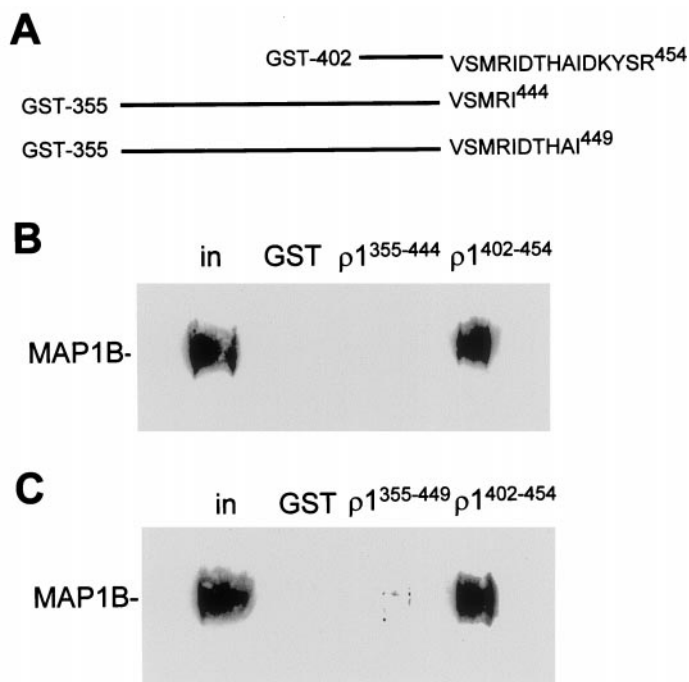 A
GST-402 VSMRIDTHAIDKYSR454
GST-355 VSMRI444
GST-355 VSMRIDTHAI449
B
in GST ρ1355-444 ρ1402-454
MAP1B-
C
in GST ρ1355-449 ρ1402-454
MAP1B-